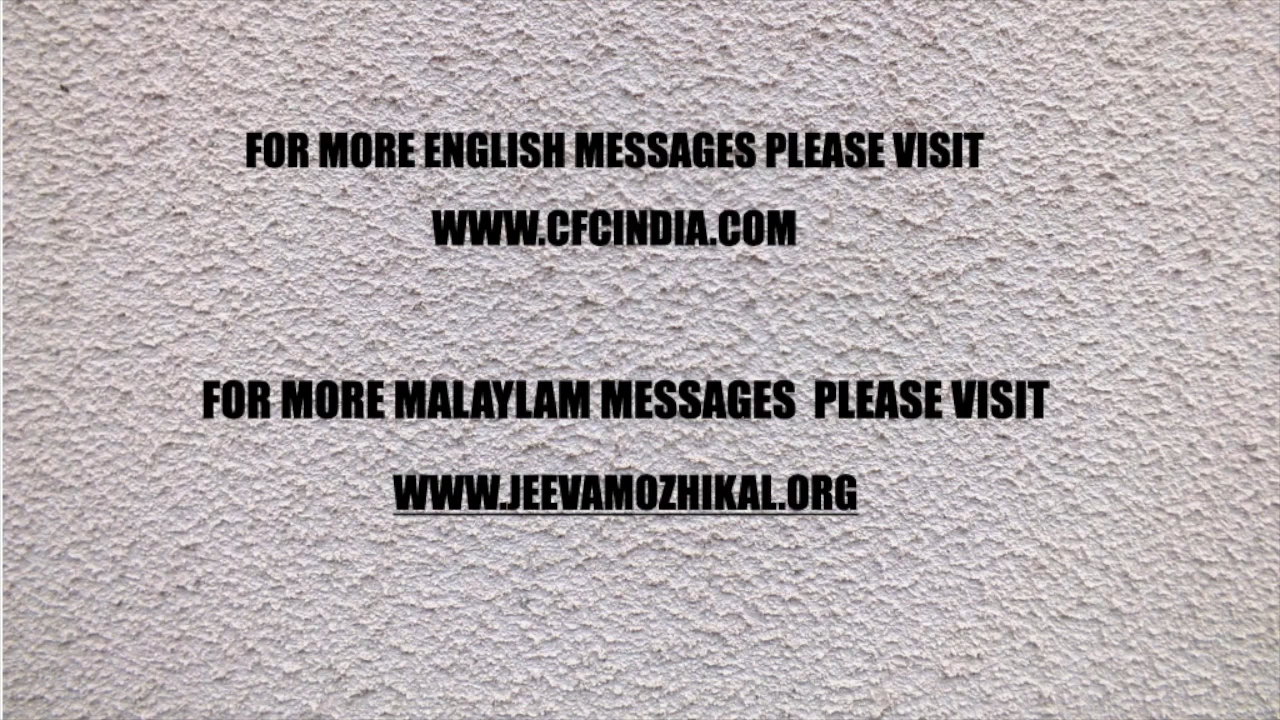 FOR MORE ENGLISH MESSAGES PLEASE VISIT
WWW.CFCINDIA.COM
FOR MORE MALAYLAM MESSAGES PLEASE VISIT
WWW.JEEVAMOZHIKAL.ORG